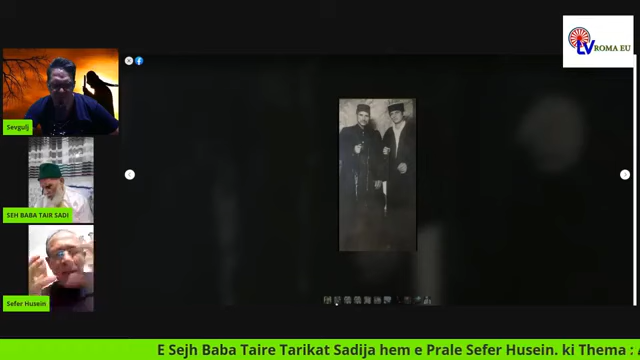 LV ROMA EU
Sevgulj
SEH BABA TAIR SADI
Sefer Husein
E Sejh Baba Taire Tarikat Sadija hem e Prale Sefer Husein. ki Thema :